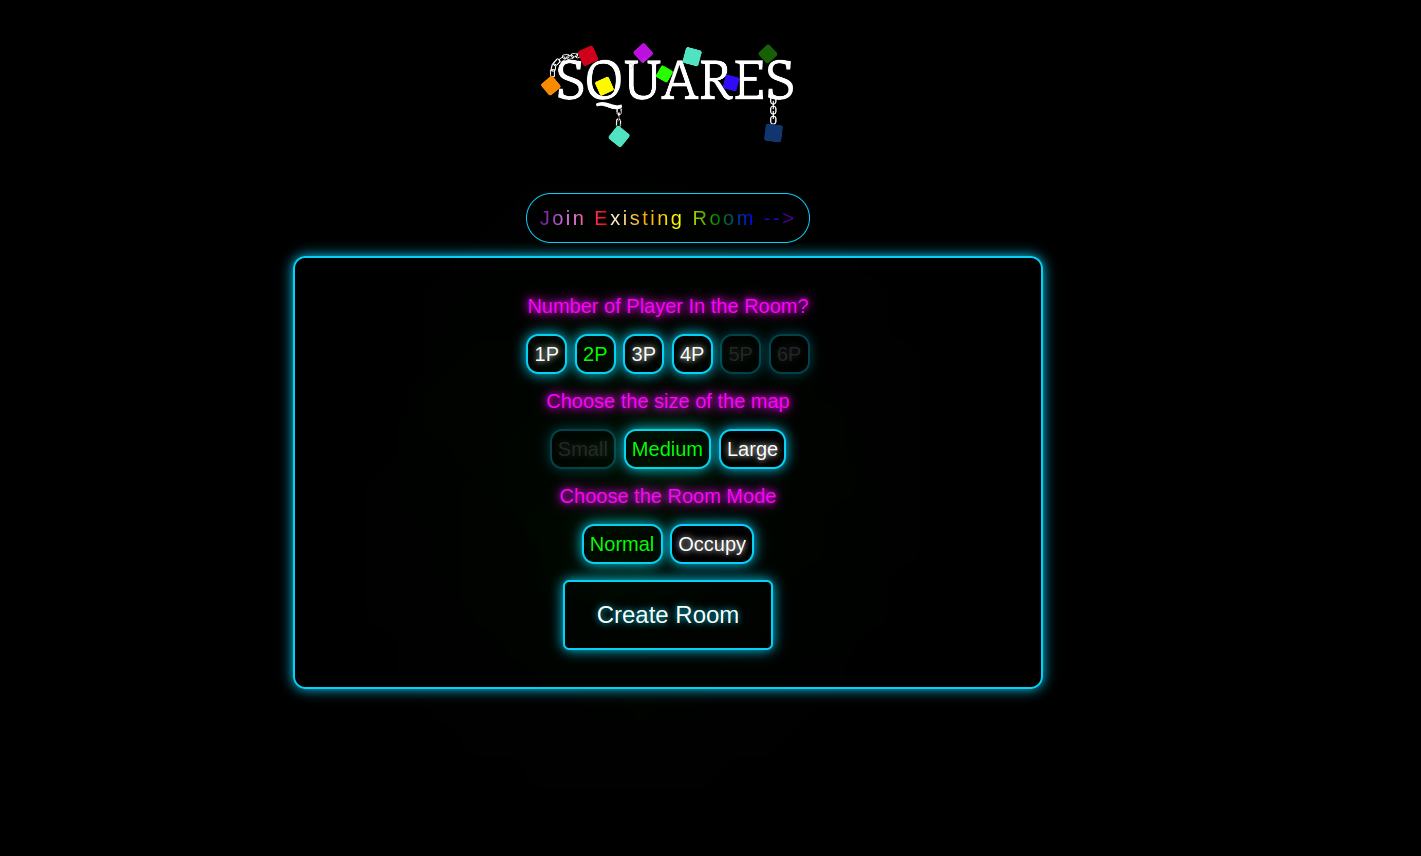 SQUARES
Join Existing Room -->
Number of Player In the Room?
1P 2P 3P 4P 5P 6P
Choose the size of the map
Small Medium Large
Choose the Room Mode
Normal Occupy
Create Room